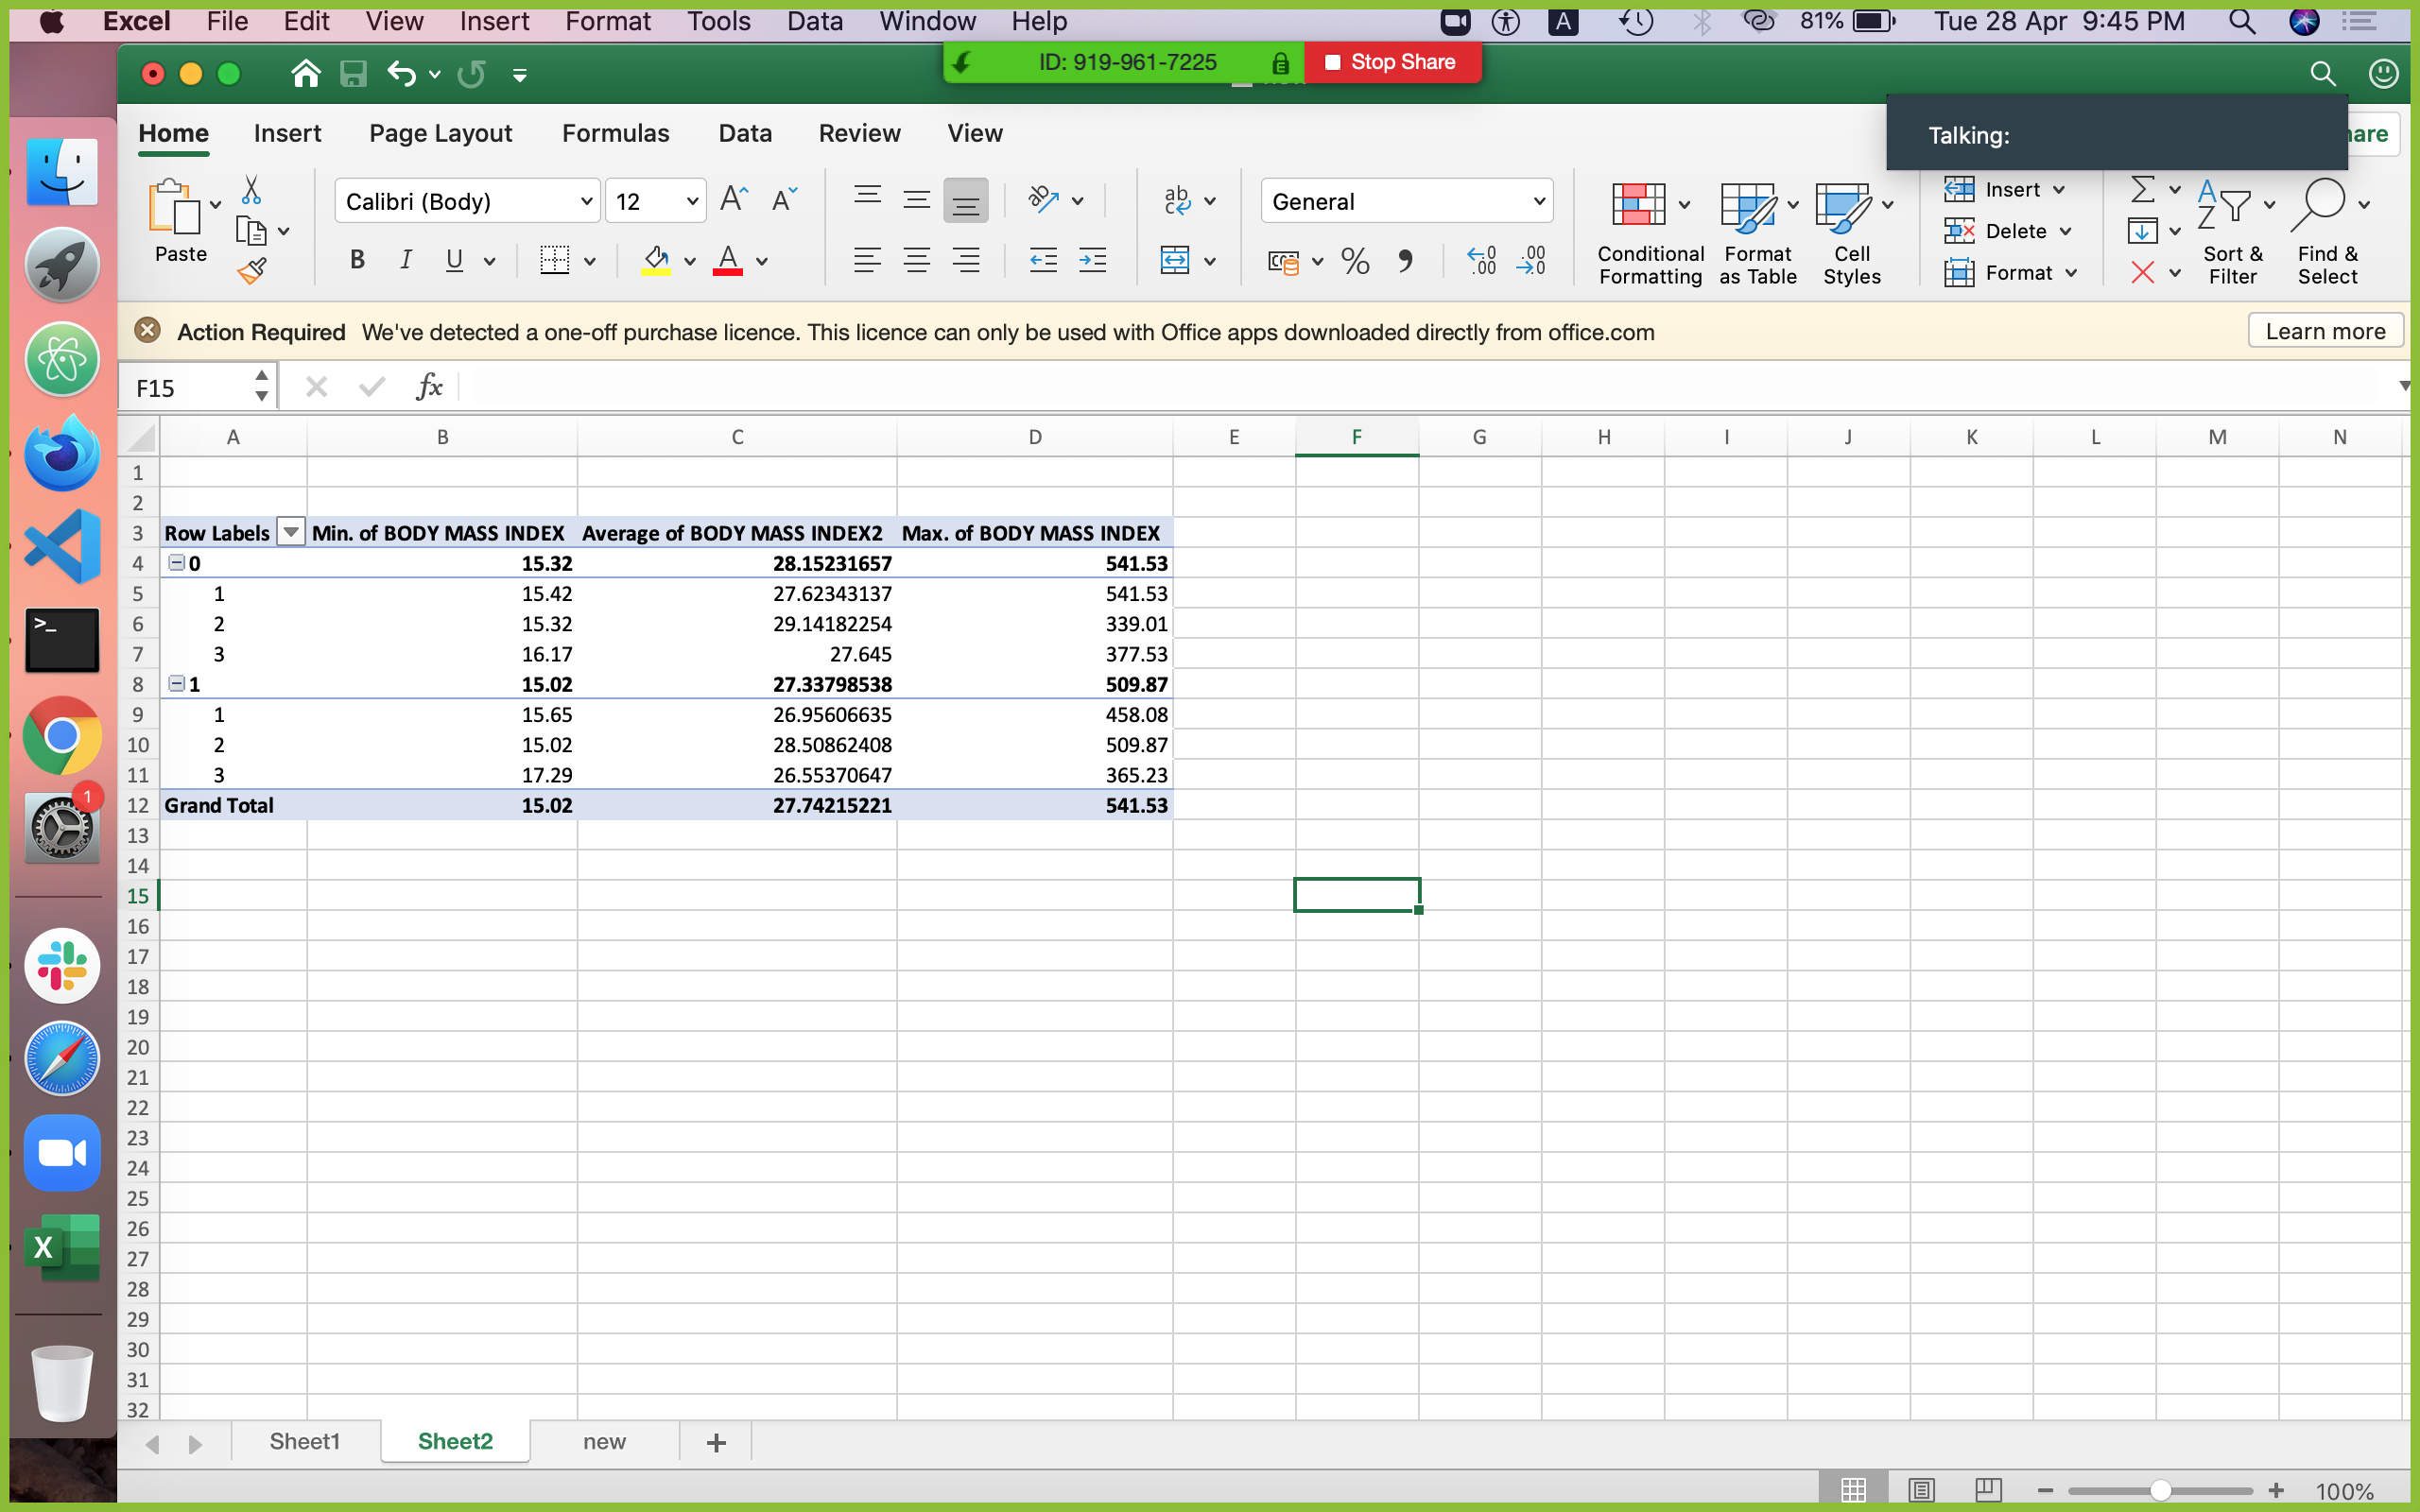 Excel File Edit View Insert Format Tools Data Window Help A 81% Tue 28 Apr 9:45 PM
ID: 919-961-7225 Stop Share
Talking:
Home Insert Page Layout Formulas Data Review View
Calibri (Body) 12 General
Paste
B I U
Conditional Formatting
Format as Table
Cell Styles
Insert
Delete
Format
Sort & Filter
Find & Select
Action Required We've detected a one-off purchase licence. This licence can only be used with Office apps downloaded directly from office.com Learn more
F15 fx
A B C D E F G H I J K L M N
1
2
3 Row Labels Min. of BODY MASS INDEX Average of BODY MASS INDEX2 Max. of BODY MASS INDEX
4 0 15.32 28.15231657 541.53
5 1 15.42 27.62343137 541.53
6 2 15.32 29.14182254 339.01
7 3 16.17 27.645 377.53
8 1 15.02 27.33798538 509.87
9 1 15.65 26.95606635 458.08
10 2 15.02 28.50862408 509.87
11 3 17.29 26.55370647 365.23
12 Grand Total 15.02 27.74215221 541.53
13
14
15
16
17
18
19
20
21
22
23
24
25
26
27
28
29
30
31
32
Sheet1 Sheet2 new +
100%